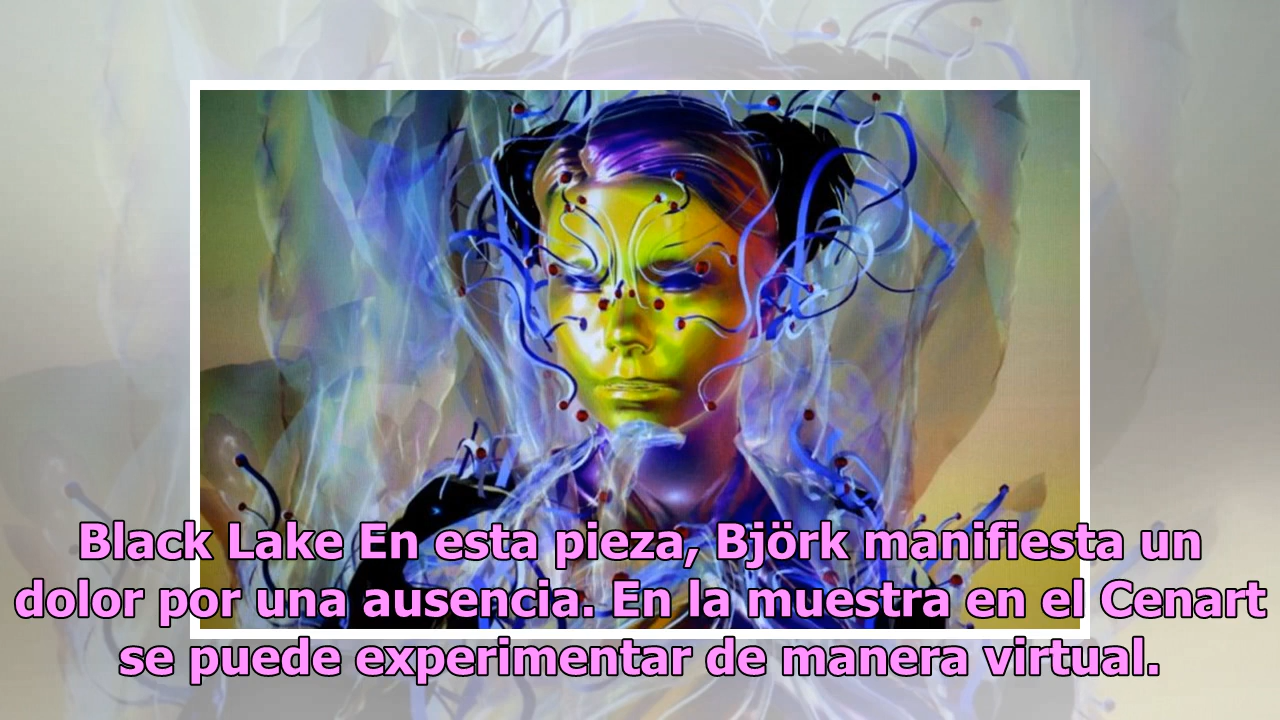 Black Lake En esta pieza, Björk manifiesta un
dolor por una ausencia. En la muestra en el Cenart
se puede experimentar de manera virtual.